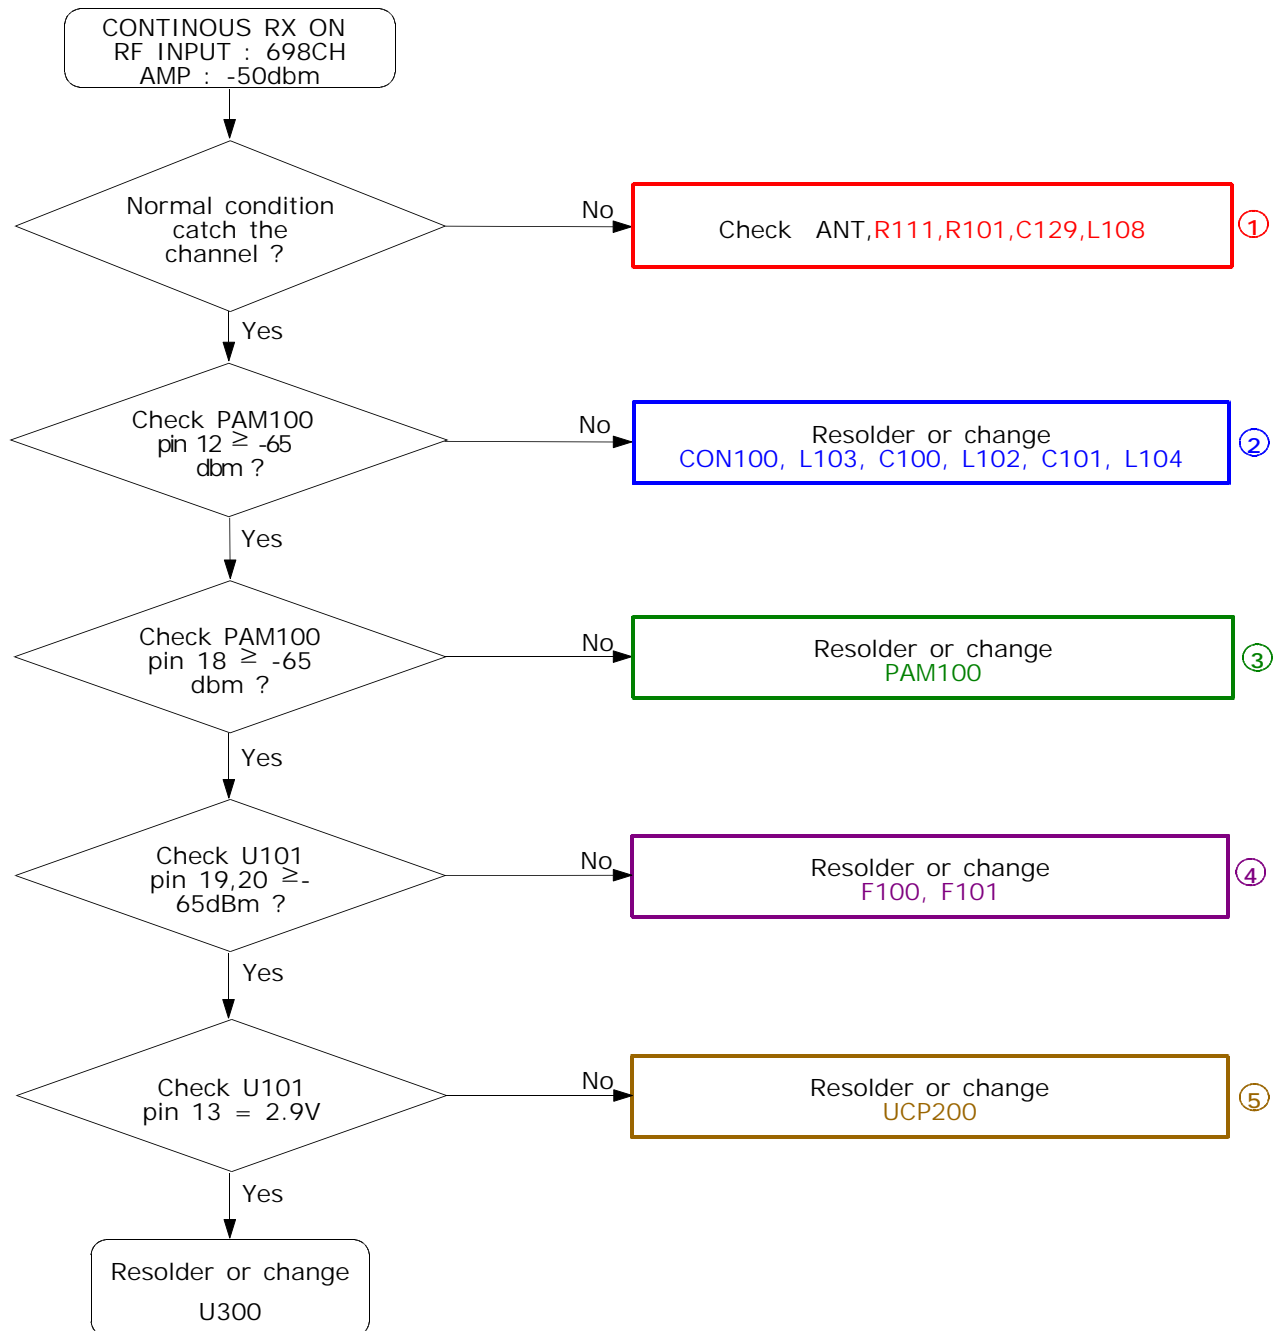 CONTINOUS RX ON
RF INPUT : 698CH
AMP : -50dbm
Normal condition
catch the
channel ?
No
Check ANT,R111,R101,C129,L108
1
Yes
Check PAM100
pin 12 ≥ -65
dbm ?
No
Resolder or change
CON100, L103, C100, L102, C101, L104
2
Yes
Check PAM100
pin 18 ≥ -65
dbm ?
No
Resolder or change
PAM100
3
Yes
Check U101
pin 19,20 ≥-
65dBm ?
No
Resolder or change
F100, F101
4
Yes
Check U101
pin 13 = 2.9V
No
Resolder or change
UCP200
5
Yes
Resolder or change
U300